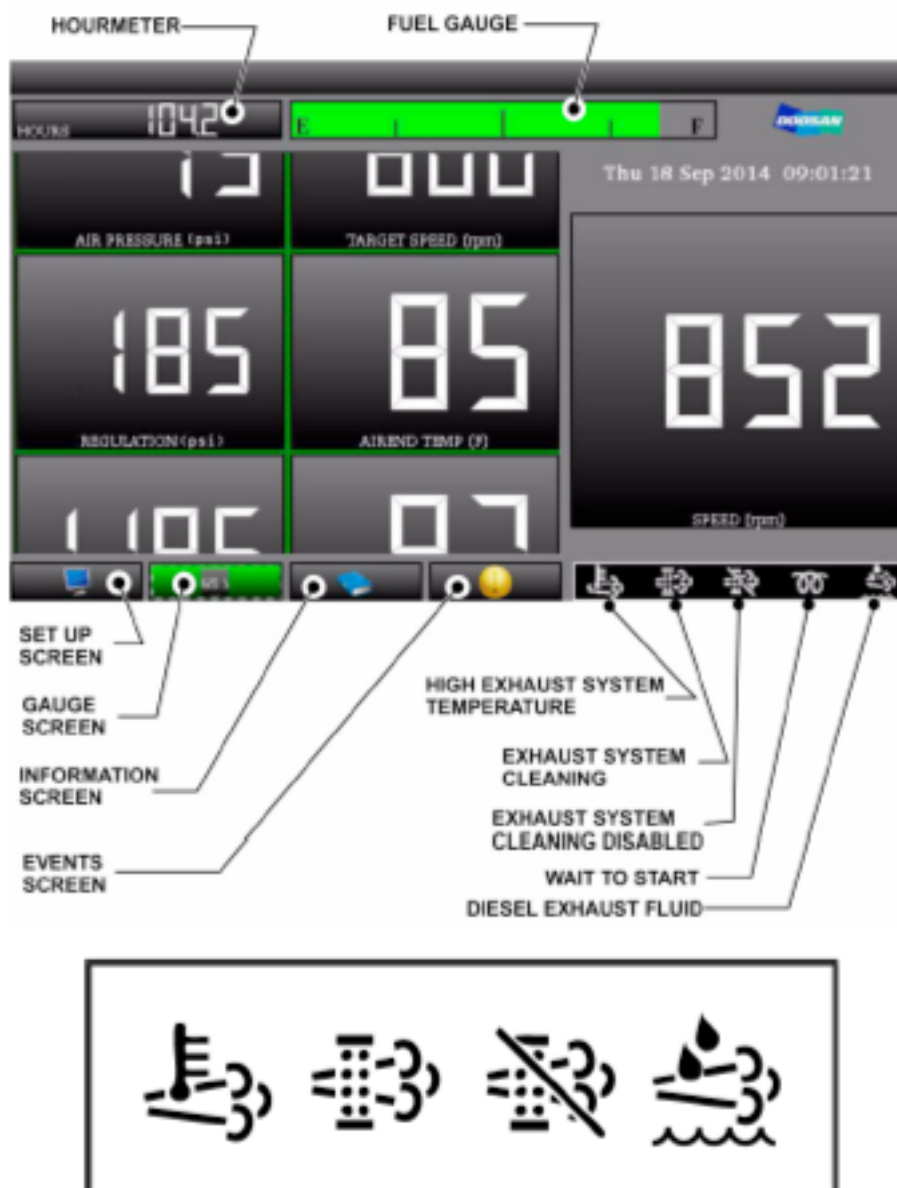 HOURMETER
FUEL GAUGE
HOURS 104.2
E F
DOOSAN
Thu 18 Sep 2014 09:01:21
AIR PRESSURE (psi)
TARGET SPEED (rpm)
185
85
852
REGULATION (psi)
AIREND TEMP (F)
SPEED (rpm)
SET UP
SCREEN
GAUGE
SCREEN
INFORMATION
SCREEN
EVENTS
SCREEN
HIGH EXHAUST SYSTEM
TEMPERATURE
EXHAUST SYSTEM
CLEANING
EXHAUST SYSTEM
CLEANING DISABLED
WAIT TO START
DIESEL EXHAUST FLUID